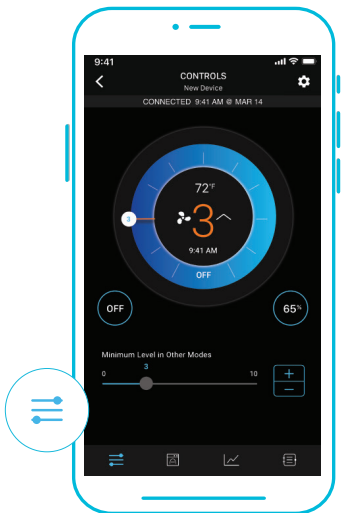 9:41
CONTROLS
New Device
CONNECTED 9:41 AM @ MAR 14
72°F
3
3
9:41 AM
OFF
OFF
65%
Minimum Level in Other Modes
3
0 10
+
−